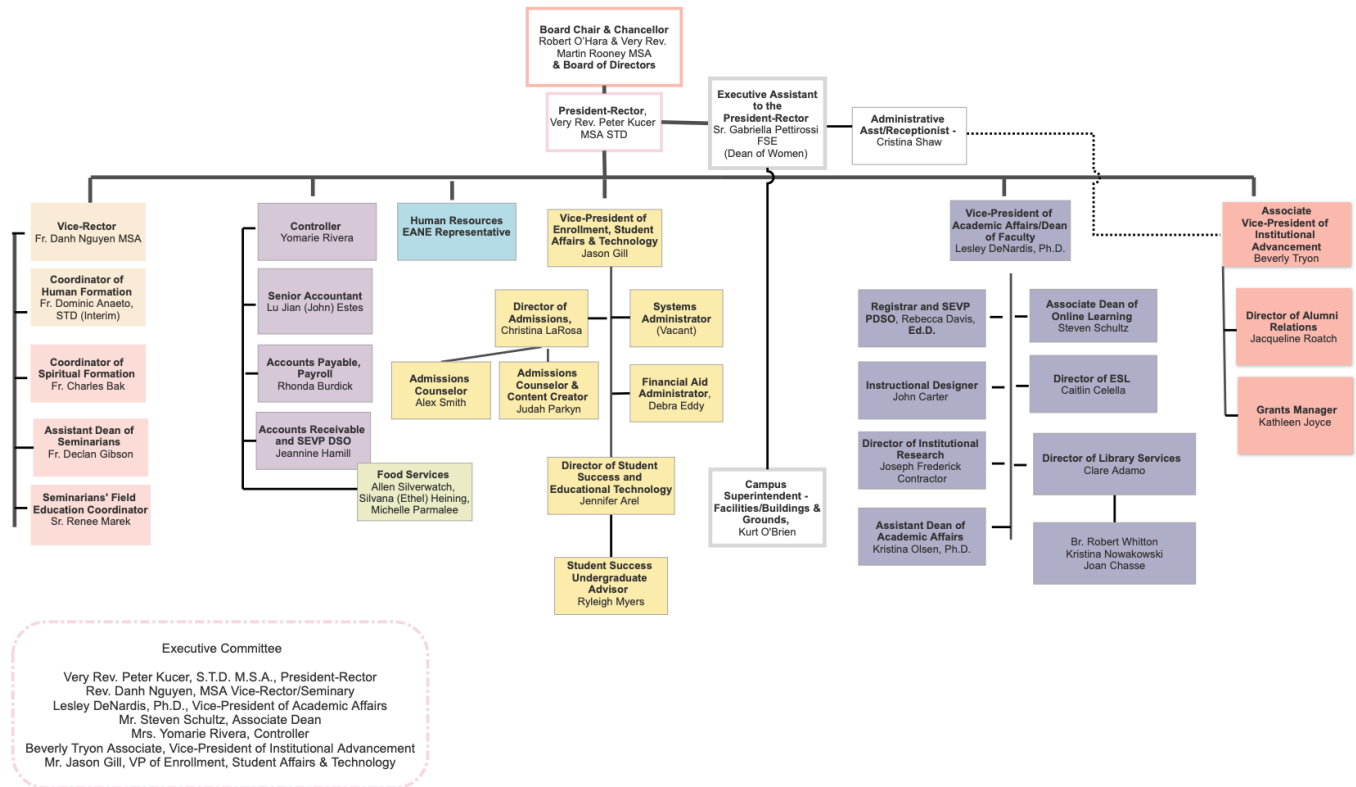 Board Chair & Chancellor
Robert O'Hara & Very Rev.
Martin Rooney MSA
& Board of Directors
President-Rector,
Very Rev. Peter Kucer
MSA STD
Executive Assistant
to the
President-Rector
Sr. Gabriella Pettirossi
FSE
(Dean of Women)
Administrative
Asst/Receptionist -
Cristina Shaw
Vice-Rector
Fr. Danh Nguyen MSA
Coordinator of
Human Formation
Fr. Dominic Anaeto,
STD (Interim)
Coordinator of
Spiritual Formation
Fr. Charles Bak
Assistant Dean of
Seminarians
Fr. Declan Gibson
Seminarians' Field
Education Coordinator
Sr. Renee Marek
Controller
Yomarie Rivera
Senior Accountant
Lu Jian (John) Estes
Accounts Payable,
Payroll
Rhonda Burdick
Accounts Receivable
and SEVP DSO
Jeannine Hamill
Food Services
Allen Silverwatch,
Silvana (Ethel) Heining,
Michelle Parmalee
Human Resources
EANE Representative
Vice-President of
Enrollment, Student
Affairs & Technology
Jason Gill
Director of
Admissions,
Christina LaRosa
Systems
Administrator
(Vacant)
Admissions
Counselor
Alex Smith
Admissions
Counselor &
Content Creator
Judah Parkyn
Financial Aid
Administrator,
Debra Eddy
Director of Student
Success and
Educational Technology
Jennifer Arel
Student Success
Undergraduate
Advisor
Ryleigh Myers
Campus
Superintendent -
Facilities/Buildings &
Grounds,
Kurt O'Brien
Vice-President of
Academic Affairs/Dean
of Faculty
Lesley DeNardis, Ph.D.
Registrar and SEVP
PDSO, Rebecca Davis,
Ed.D.
Associate Dean of
Online Learning
Steven Schultz
Instructional Designer
John Carter
Director of ESL
Caitlin Celella
Director of Institutional
Research
Joseph Frederick
Contractor
Director of Library Services
Clare Adamo
Assistant Dean of
Academic Affairs
Kristina Olsen, Ph.D.
Br. Robert Whitton
Kristina Nowakowski
Joan Chasse
Associate
Vice-President of
Institutional
Advancement
Beverly Tryon
Director of Alumni
Relations
Jacqueline Roatch
Grants Manager
Kathleen Joyce
Executive Committee
Very Rev. Peter Kucer, S.T.D. M.S.A., President-Rector
Rev. Danh Nguyen, MSA Vice-Rector/Seminary
Lesley DeNardis, Ph.D., Vice-President of Academic Affairs
Mr. Steven Schultz, Associate Dean
Mrs. Yomarie Rivera, Controller
Beverly Tryon Associate, Vice-President of Institutional Advancement
Mr. Jason Gill, VP of Enrollment, Student Affairs & Technology